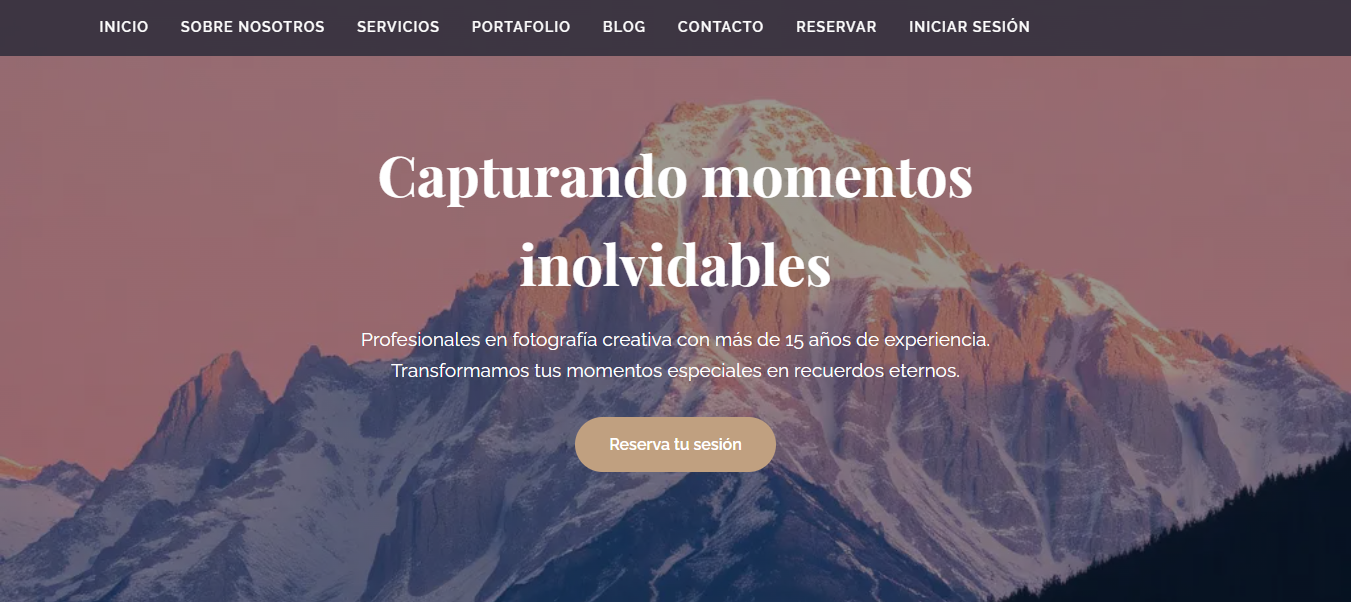 INICIO SOBRE NOSOTROS SERVICIOS PORTAFOLIO BLOG CONTACTO RESERVAR INICIAR SESIÓN
Capturando momentos
inolvidables
Profesionales en fotografía creativa con más de 15 años de experiencia.
Transformamos tus momentos especiales en recuerdos eternos.
Reserva tu sesión